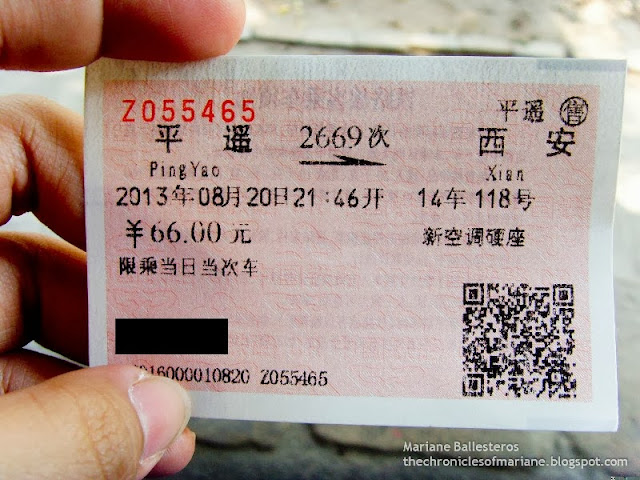 Z055465 平遥 售
平遥 2669次 西安
PingYao Xian
2013年08月20日21:46开 14车118号
￥66.00元 新空调硬座
限乘当日当次车
16000010820 Z055465
Mariane Ballesteros
thechroniclesofmariane.blogspot.com